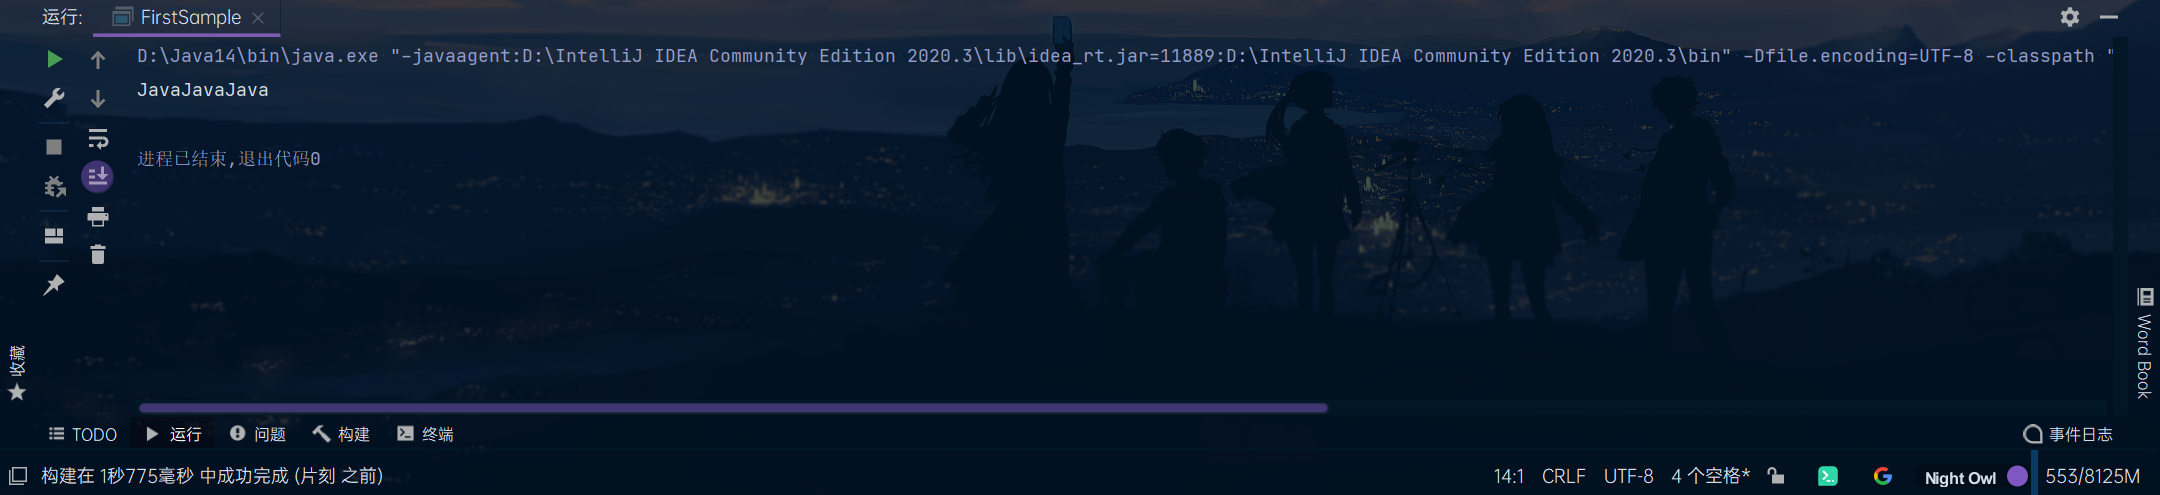 运行: FirstSample
D:\Java14\bin\java.exe "-javaagent:D:\IntelliJ IDEA Community Edition 2020.3\lib\idea_rt.jar=11889:D:\IntelliJ IDEA Community Edition 2020.3\bin" -Dfile.encoding=UTF-8 -classpath "
JavaJavaJava
进程已结束,退出代码0
收藏
Word Book
TODO 运行 问题 构建 终端 事件日志
构建在 1秒775毫秒 中成功完成 (片刻 之前) 14:1 CRLF UTF-8 4 个空格* Night Owl 553/8125M